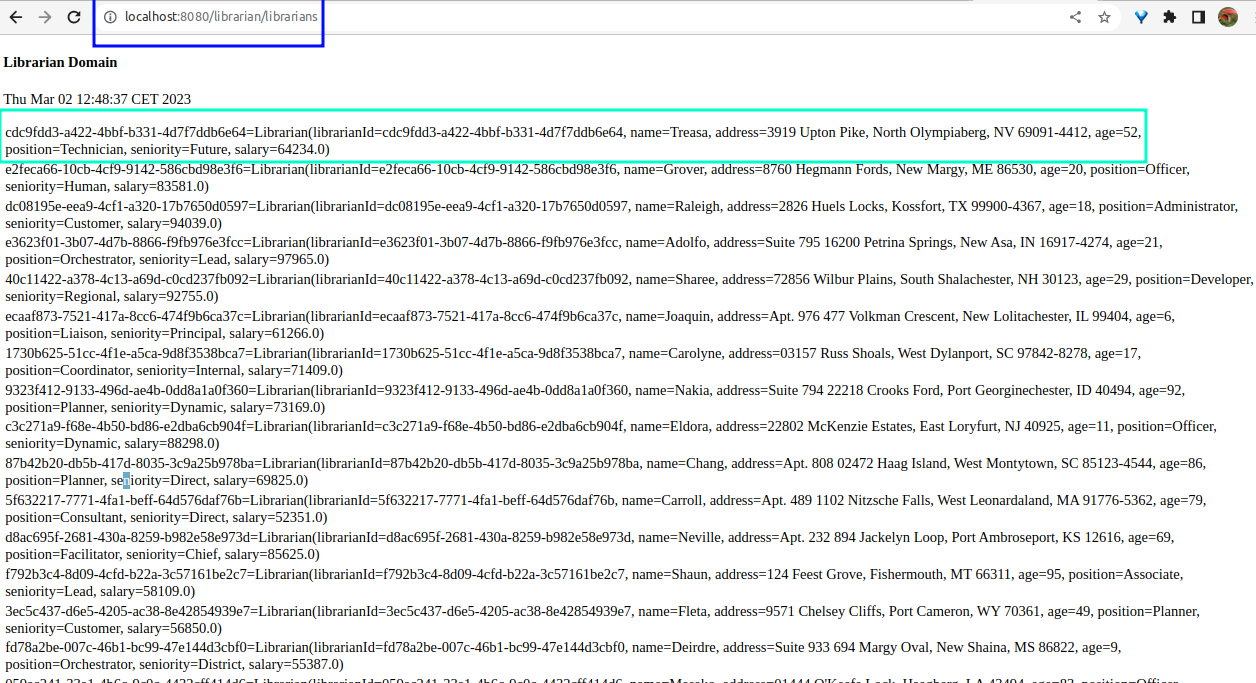 localhost:8080/librarian/librarians
Librarian Domain
Thu Mar 02 12:48:37 CET 2023
cdc9fdd3-a422-4bbf-b331-4d7f7ddb6e64=Librarian(librarianId=cdc9fdd3-a422-4bbf-b331-4d7f7ddb6e64, name=Treasa, address=3919 Upton Pike, North Olympiaberg, NV 69091-4412, age=52,
position=Technician, seniority=Future, salary=64234.0)
e2feca66-10cb-4cf9-9142-586cbd98e3f6=Librarian(librarianId=e2feca66-10cb-4cf9-9142-586cbd98e3f6, name=Grover, address=8760 Hegmann Fords, New Margy, ME 86530, age=20, position=Officer,
seniority=Human, salary=83581.0)
dc08195e-eea9-4cf1-a320-17b7650d0597=Librarian(librarianId=dc08195e-eea9-4cf1-a320-17b7650d0597, name=Raleigh, address=2826 Huels Locks, Kossfort, TX 99900-4367, age=18, position=Administrator,
seniority=Customer, salary=94039.0)
e3623f01-3b07-4d7b-8866-f9fb976e3fcc=Librarian(librarianId=e3623f01-3b07-4d7b-8866-f9fb976e3fcc, name=Adolfo, address=Suite 795 16200 Petrina Springs, New Asa, IN 16917-4274, age=21,
position=Orchestrator, seniority=Lead, salary=97965.0)
40c11422-a378-4c13-a69d-c0cd237fb092=Librarian(librarianId=40c11422-a378-4c13-a69d-c0cd237fb092, name=Sharee, address=72856 Wilbur Plains, South Shalachester, NH 30123, age=29, position=Developer,
seniority=Regional, salary=92755.0)
ecaaf873-7521-417a-8cc6-474f9b6ca37c=Librarian(librarianId=ecaaf873-7521-417a-8cc6-474f9b6ca37c, name=Joaquin, address=Apt. 976 477 Volkman Crescent, New Lolitachester, IL 99404, age=6,
position=Liaison, seniority=Principal, salary=61266.0)
1730b625-51cc-4f1e-a5ca-9d8f3538bca7=Librarian(librarianId=1730b625-51cc-4f1e-a5ca-9d8f3538bca7, name=Carolyne, address=03157 Russ Shoals, West Dylanport, SC 97842-8278, age=17,
position=Coordinator, seniority=Internal, salary=71409.0)
9323f412-9133-496d-ae4b-0dd8a1a0f360=Librarian(librarianId=9323f412-9133-496d-ae4b-0dd8a1a0f360, name=Nakia, address=Suite 794 22218 Crooks Ford, Port Georginechester, ID 40494, age=92,
position=Planner, seniority=Dynamic, salary=73169.0)
c3c271a9-f68e-4b50-bd86-e2dba6cb904f=Librarian(librarianId=c3c271a9-f68e-4b50-bd86-e2dba6cb904f, name=Eldora, address=22802 McKenzie Estates, East Loryfurt, NJ 40925, age=11, position=Officer,
seniority=Dynamic, salary=88298.0)
87b42b20-db5b-417d-8035-3c9a25b978ba=Librarian(librarianId=87b42b20-db5b-417d-8035-3c9a25b978ba, name=Chang, address=Apt. 808 02472 Haag Island, West Montytown, SC 85123-4544, age=86,
position=Planner, seniority=Direct, salary=69825.0)
5f632217-7771-4fa1-beff-64d576daf76b=Librarian(librarianId=5f632217-7771-4fa1-beff-64d576daf76b, name=Carroll, address=Apt. 489 1102 Nitzsche Falls, West Leonardaland, MA 91776-5362, age=79,
position=Consultant, seniority=Direct, salary=52351.0)
d8ac695f-2681-430a-8259-b982e58e973d=Librarian(librarianId=d8ac695f-2681-430a-8259-b982e58e973d, name=Neville, address=Apt. 232 894 Jackelyn Loop, Port Ambroseport, KS 12616, age=69,
position=Facilitator, seniority=Chief, salary=85625.0)
f792b3c4-8d09-4cfd-b22a-3c57161be2c7=Librarian(librarianId=f792b3c4-8d09-4cfd-b22a-3c57161be2c7, name=Shaun, address=124 Feest Grove, Fishermouth, MT 66311, age=95, position=Associate,
seniority=Lead, salary=58109.0)
3ec5c437-d6e5-4205-ac38-8e42854939e7=Librarian(librarianId=3ec5c437-d6e5-4205-ac38-8e42854939e7, name=Fleta, address=9571 Chelsey Cliffs, Port Cameron, WY 70361, age=49, position=Planner,
seniority=Customer, salary=56850.0)
fd78a2be-007c-46b1-bc99-47e144d3cbf0=Librarian(librarianId=fd78a2be-007c-46b1-bc99-47e144d3cbf0, name=Deirdre, address=Suite 933 694 Margy Oval, New Shaina, MS 86822, age=9,
position=Orchestrator, seniority=District, salary=55387.0)